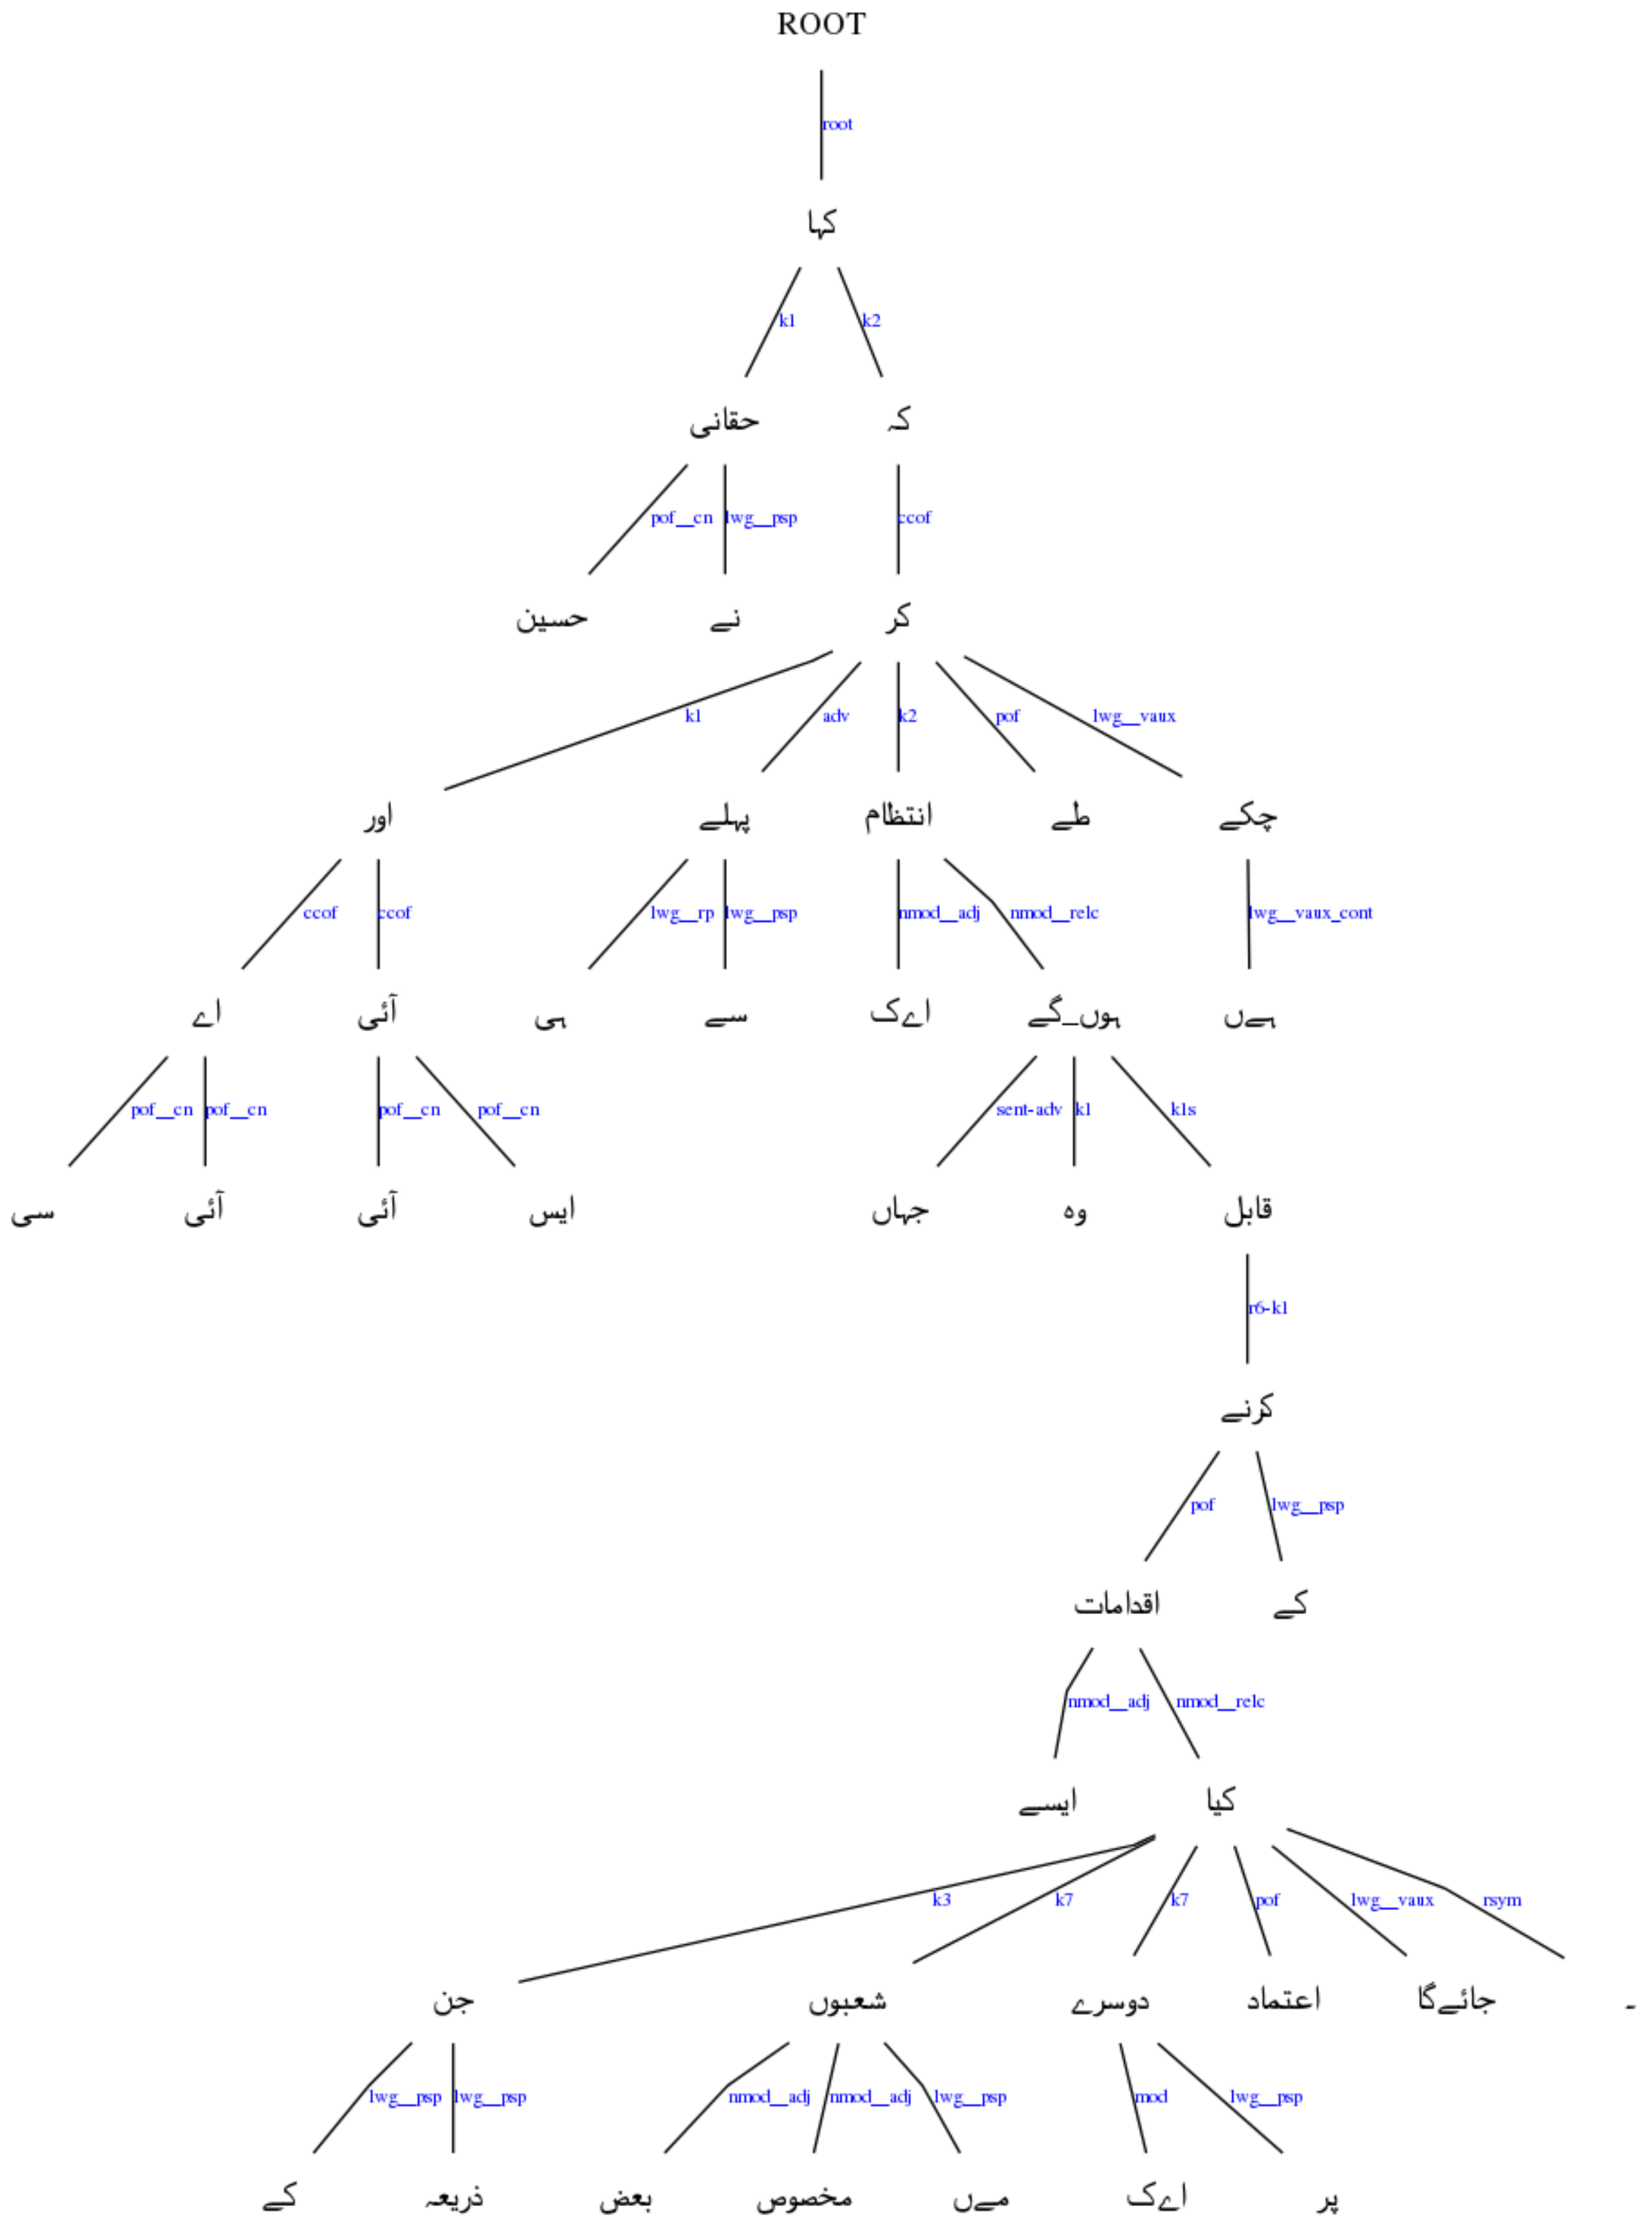 ROOT
root
کہا
k1 k2
حقانی کہ
pof__cn lwg__psp ccof
حسین نے کر
k1 adv k2 pof lwg__vaux
اور پہلے انتظام طے چکے
ccof ccof lwg__rp lwg__psp nmod__adj nmod__relc lwg__vaux_cont
اے آئی ہی سے اےک ہوں_گے ہےں
pof__cn pof__cn pof__cn pof__cn sent-adv k1 k1s
سی آئی آئی ایس جہاں وہ قابل
r6-k1
کرنے
pof lwg__psp
اقدامات کے
nmod__adj nmod__relc
ایسے کیا
k3 k7 k7 pof lwg__vaux rsym
جن شعبوں دوسرے اعتماد جائےگا ۔
lwg__psp lwg__psp nmod__adj nmod__adj lwg__psp mod lwg__psp
کے ذریعہ بعض مخصوص مےں اےک پر